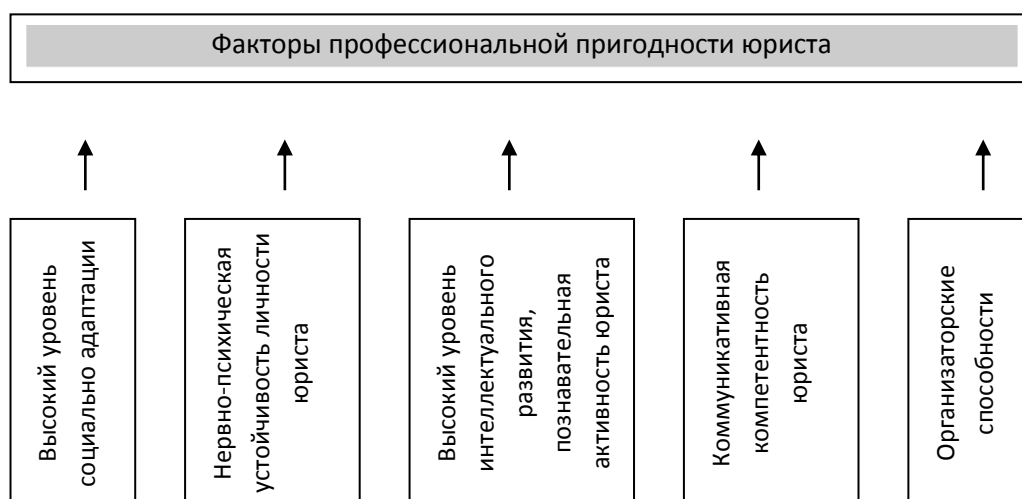 Факторы профессиональной пригодности юриста
Высокий уровень
социально адаптации
Нервно-психическая
устойчивость личности
юриста
Высокий уровень
интеллектуального
развития,
познавательная
активность юриста
Коммуникативная
компетентность
юриста
Организаторские
способности